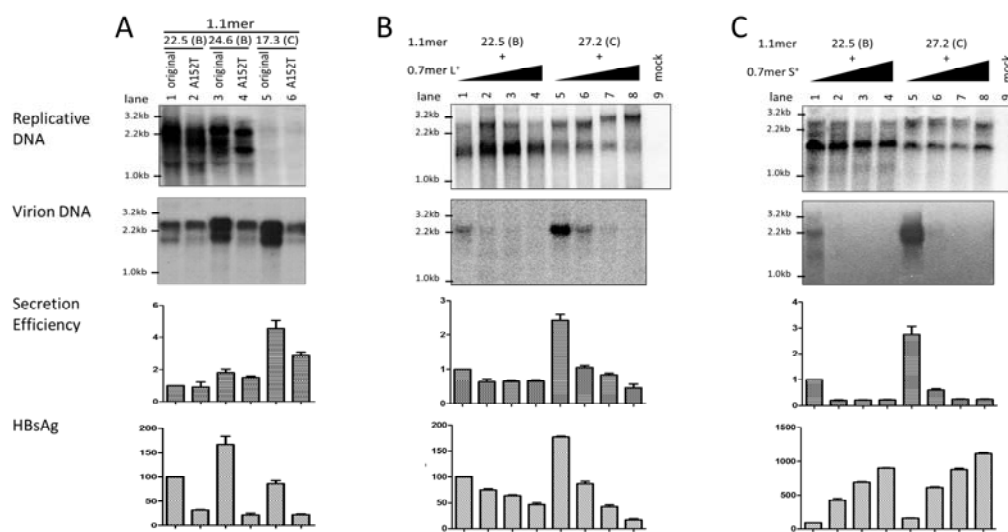 A
1.1mer
22.5 (B) 24.6 (B) 17.3 (C)
original A152T original A152T original A152T
lane 1 2 3 4 5 6
Replicative DNA
3.2kb
2.2kb
1.0kb
Virion DNA
3.2kb
2.2kb
1.0kb
Secretion Efficiency
6
4
2
0
HBsAg
200
150
100
50
0
B
1.1mer 22.5 (B) 27.2 (C)
+ +
0.7mer L⁺ mock
lane 1 2 3 4 5 6 7 8 9
3.2kb
2.2kb
1.0kb
3.2kb
2.2kb
1.0kb
3
2
1
0
200
150
100
50
0
C
1.1mer 22.5 (B) 27.2 (C)
+ +
0.7mer S⁺ mock
lane 1 2 3 4 5 6 7 8 9
3.2kb
2.2kb
1.0kb
3.2kb
2.2kb
1.0kb
4
3
2
1
0
1500
1000
500
0